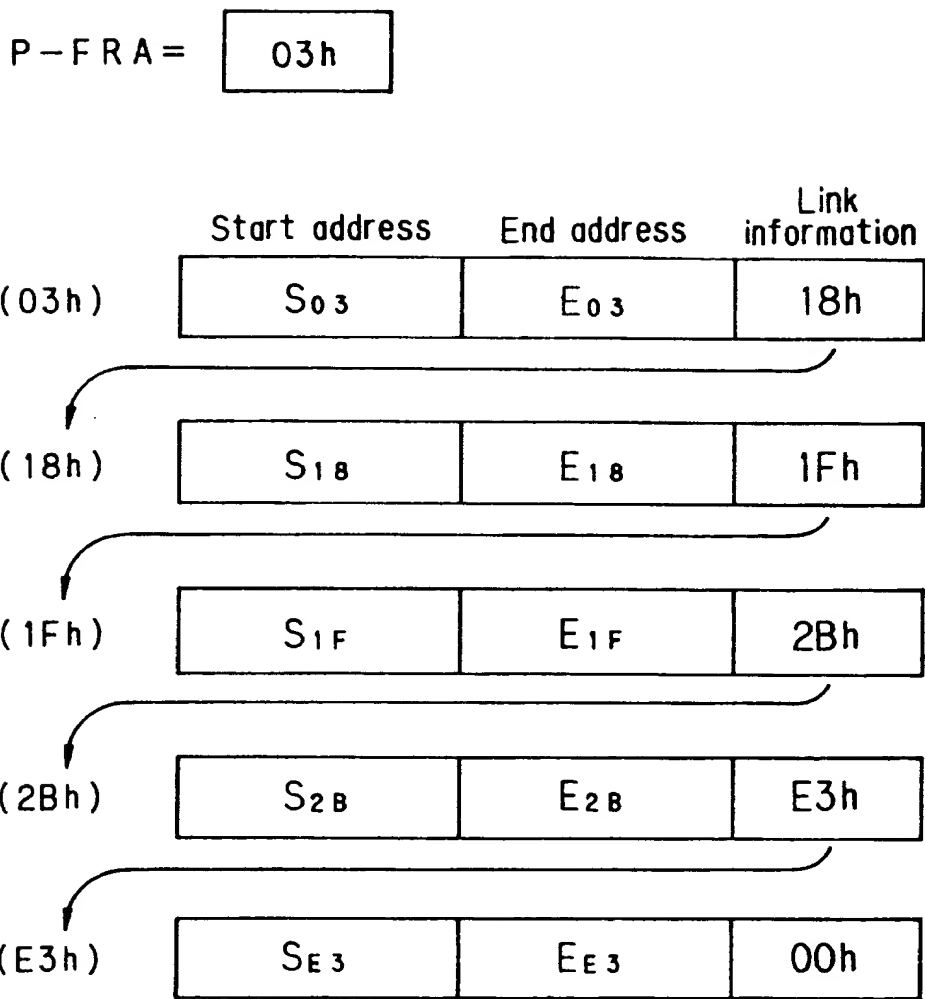 P-FRA= 03h
Link
Start address End address information
(03h) S03 E03 18h
(18h) S18 E18 1Fh
(1Fh) S1F E1F 2Bh
(2Bh) S2B E2B E3h
(E3h) SE3 EE3 00h